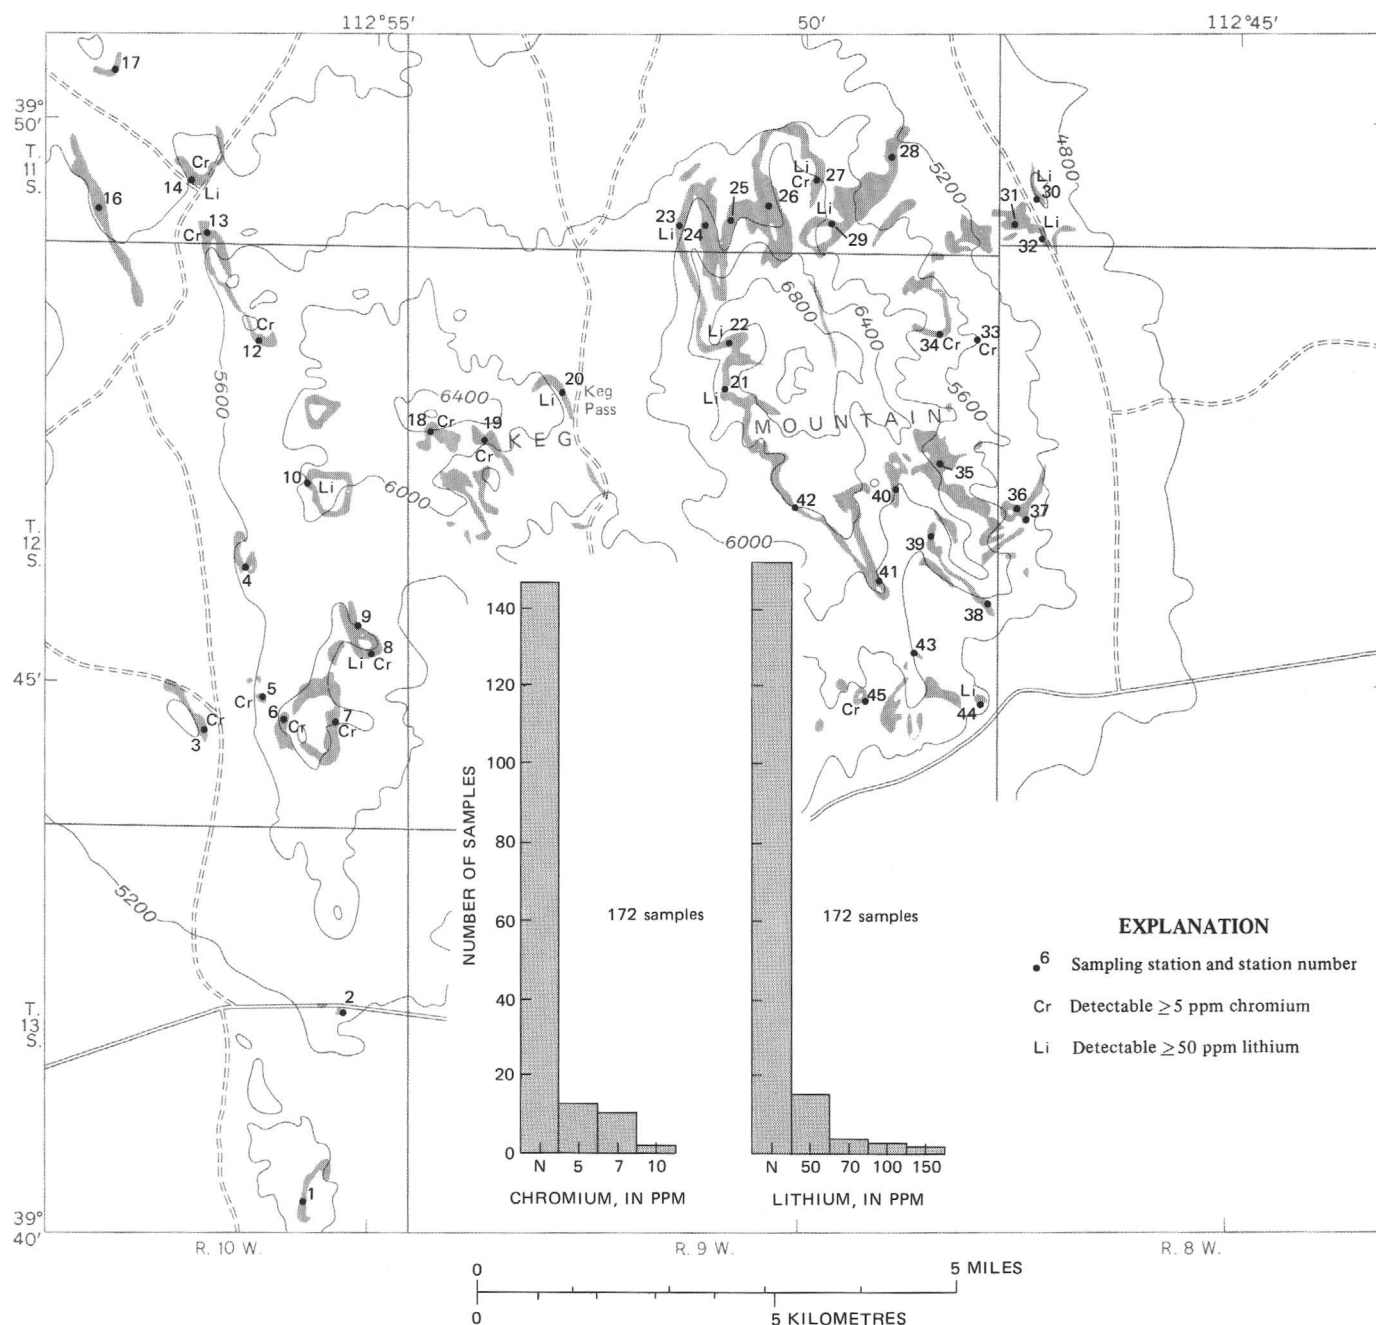 112°55' 50' 112°45'
17
39°
50'
T.
11
S.
Cr
14
Li
16
13
Cr
Cr
12
5600
28
Li
27
Cr
25
26
5200
4800
Li
30
31
Li
32
23
Li
24
Li
29
6800
6400
Li
22
34
Cr
33
Cr
21
Li
5600
20
Li
Keg
Pass
6400
18
Cr
19
Cr
KEG
MOUNTAIN
10
Li
6000
35
40
36
37
42
39
T.
12
S.
4
6000
41
38
9
8
Li
Cr
43
45'
5
Cr
6
Cr
7
Cr
Cr
3
45
Cr
Li
44
140
120
100
80
60
40
20
0
NUMBER OF SAMPLES
172 samples
172 samples
N 5 7 10
N 50 70 100 150
CHROMIUM, IN PPM
LITHIUM, IN PPM
5200
EXPLANATION
6 Sampling station and station number
Cr Detectable ≥5 ppm chromium
Li Detectable ≥50 ppm lithium
T.
13
S.
2
1
39°
40'
R. 10 W. R. 9 W. R. 8 W.
0 5 MILES
0 5 KILOMETRES